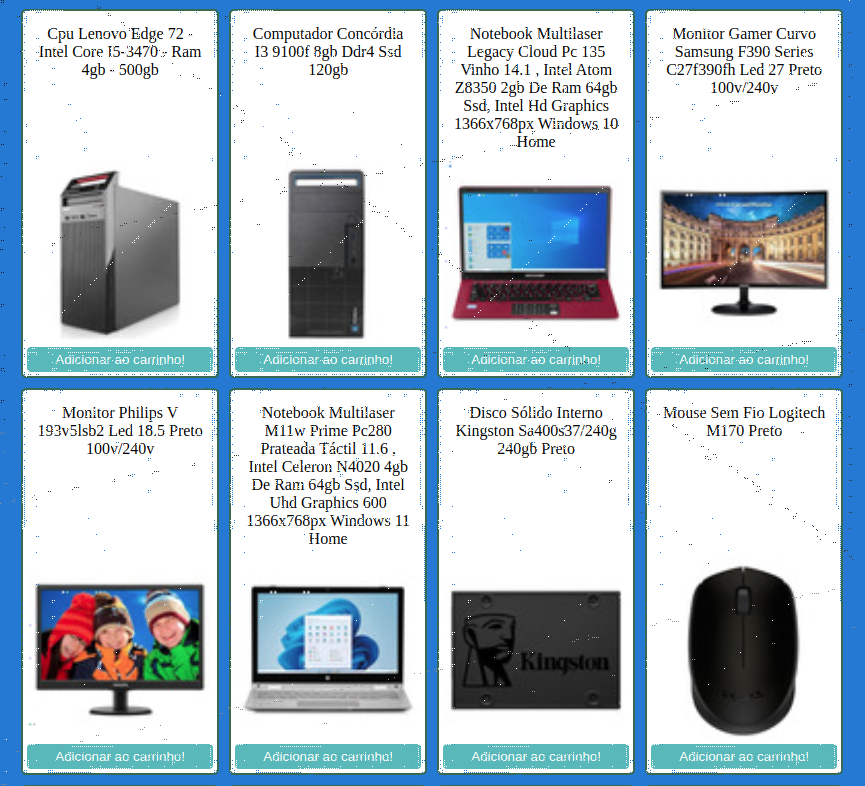 Cpu Lenovo Edge 72 -
Intel Core I5-3470 - Ram
4gb - 500gb
Adicionar ao carrinho!
Computador Concórdia
I3 9100f 8gb Ddr4 Ssd
120gb
Adicionar ao carrinho!
Notebook Multilaser
Legacy Cloud Pc 135
Vinho 14.1 , Intel Atom
Z8350 2gb De Ram 64gb
Ssd, Intel Hd Graphics
1366x768px Windows 10
Home
Adicionar ao carrinho!
Monitor Gamer Curvo
Samsung F390 Series
C27f390fh Led 27 Preto
100v/240v
Adicionar ao carrinho!
Monitor Philips V
193v5lsb2 Led 18.5 Preto
100v/240v
Adicionar ao carrinho!
Notebook Multilaser
M11w Prime Pc280
Prateada Táctil 11.6 ,
Intel Celeron N4020 4gb
De Ram 64gb Ssd, Intel
Uhd Graphics 600
1366x768px Windows 11
Home
Adicionar ao carrinho!
Disco Sólido Interno
Kingston Sa400s37/240g
240gb Preto
Kingston
Adicionar ao carrinho!
Mouse Sem Fio Logitech
M170 Preto
Adicionar ao carrinho!